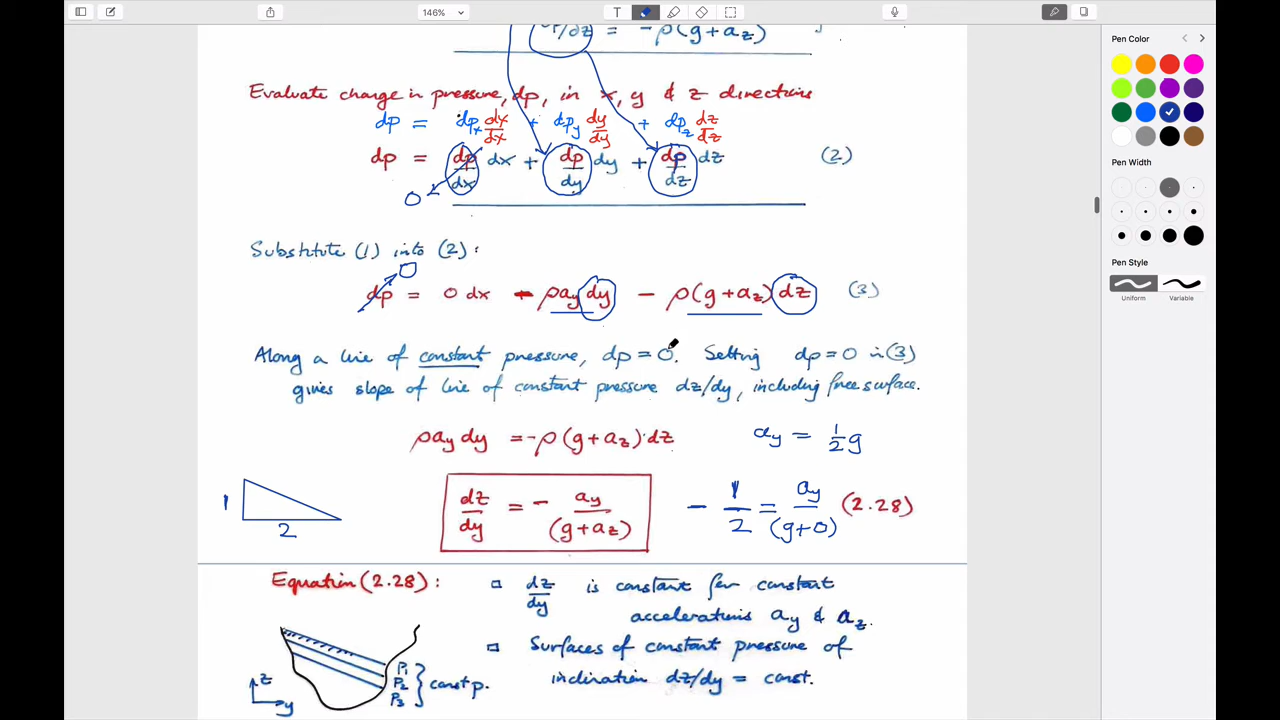 146%
T
∂p/∂z = -ρ(g+az)
Pen Color
Evaluate change in pressure, dp, in x, y & z directions
dp = dpx dx/dx + dpy dy/dy + dpz dz/dz
dp = dp/dx dx + dp/dy dy + dp/dz dz (2)
0
Pen Width
Substitute (1) into (2):
0
dp = 0 dx - ρay dy - ρ(g+az) dz (3)
Pen Style
Uniform Variable
Along a line of constant pressure, dp = 0. Setting dp = 0 in (3)
gives slope of line of constant pressure dz/dy, including free surface.
ρay dy = -ρ(g+az)·dz ay = 1/2 g
1
2
dz/dy = - ay/(g+az) - 1/2 = ay/(g+0) (2.28)
Equation (2.28): □ dz/dy is constant for constant
accelerations ay & az.
□ Surfaces of constant pressure of
inclination dz/dy = const.
z
y
P1
P2
P3
} const p.